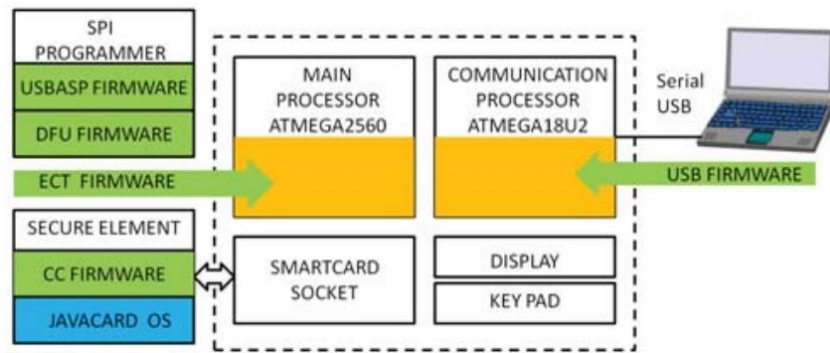 SPI
PROGRAMMER
USBASP FIRMWARE
DFU FIRMWARE
ECT FIRMWARE
SECURE ELEMENT
CC FIRMWARE
JAVACARD OS
MAIN
PROCESSOR
ATMEGA2560
COMMUNICATION
PROCESSOR
ATMEGA18U2
SMARTCARD
SOCKET
DISPLAY
KEY PAD
Serial
USB
USB FIRMWARE